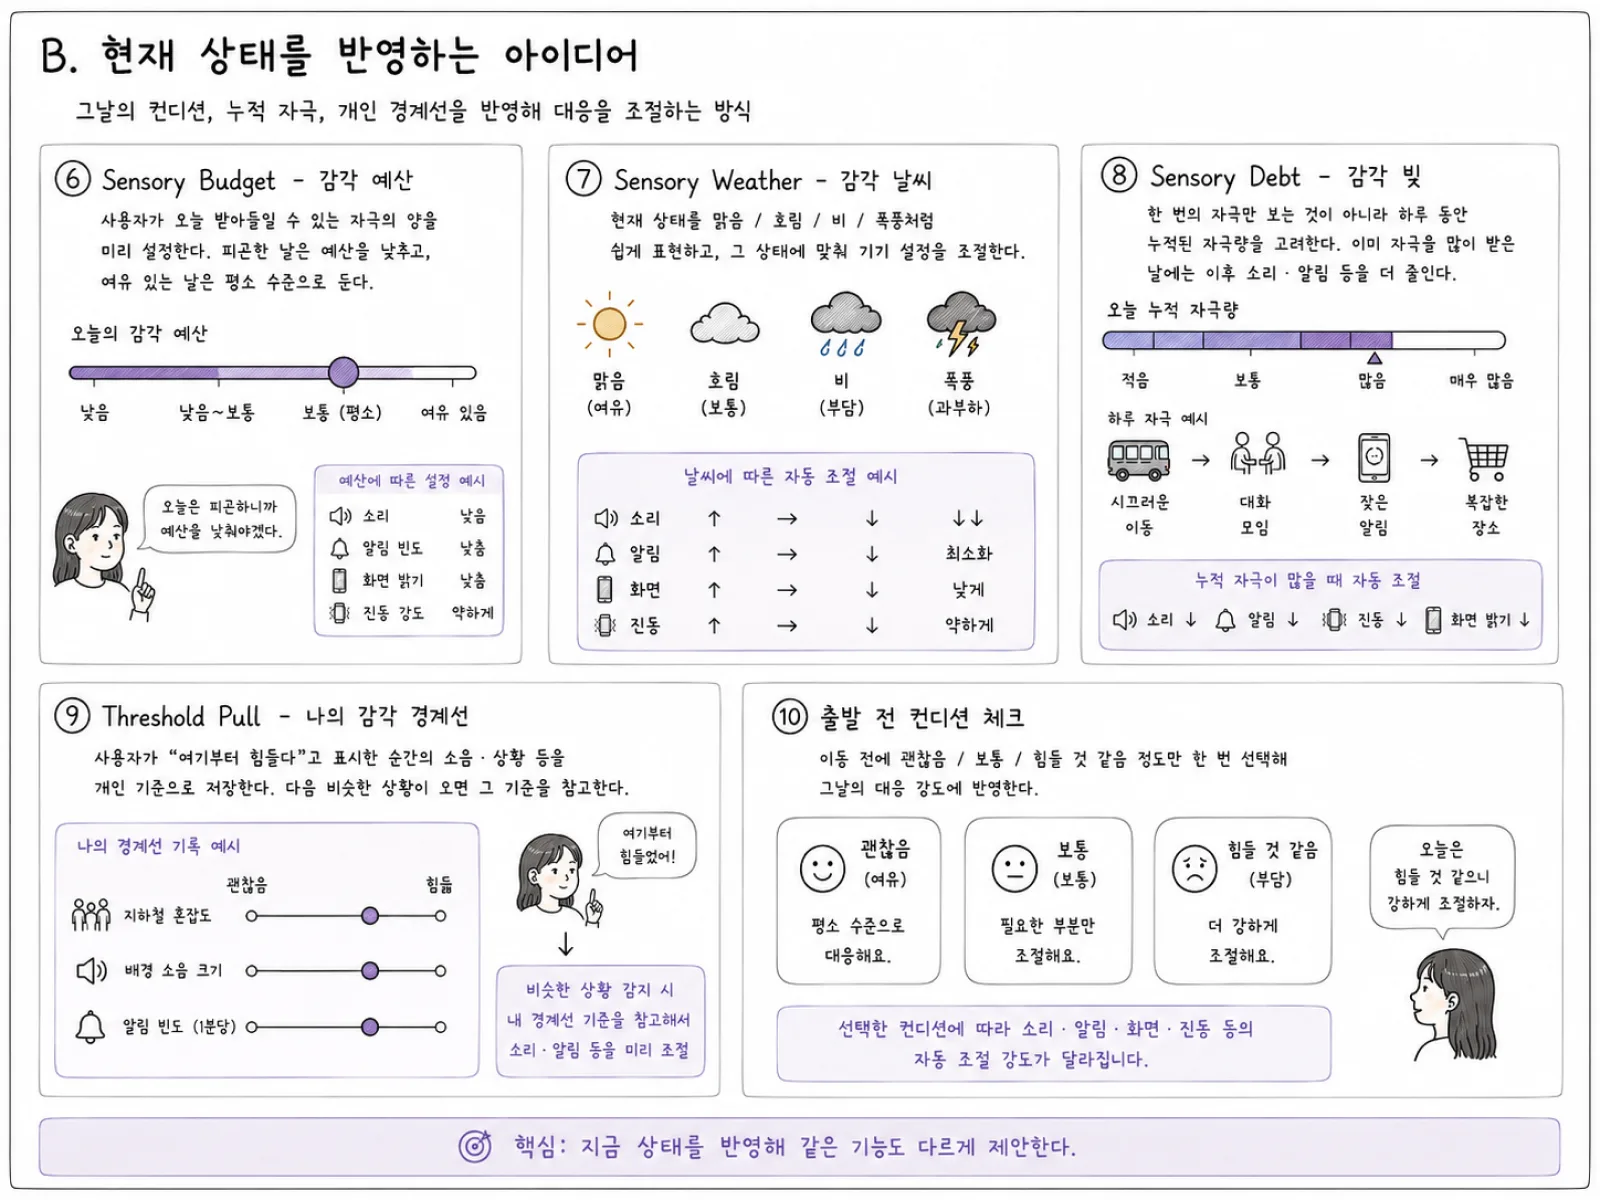 B. 현재 상태를 반영하는 아이디어
그날의 컨디션, 누적 자극, 개인 경계선을 반영해 대응을 조절하는 방식
⑥ Sensory Budget - 감각 예산
사용자가 오늘 받아들일 수 있는 자극의 양을
미리 설정한다. 피곤한 날은 예산을 낮추고,
여유 있는 날은 평소 수준으로 둔다.
오늘의 감각 예산
낮음 낮음~보통 보통 (평소) 여유 있음
오늘은 피곤하니까
예산을 낮춰야겠다.
예산에 따른 설정 예시
소리 낮음
알림 빈도 낮춤
화면 밝기 낮춤
진동 강도 약하게
⑦ Sensory Weather - 감각 날씨
현재 상태를 맑음 / 호림 / 비 / 폭풍처럼
쉽게 표현하고, 그 상태에 맞춰 기기 설정을 조절한다.
맑음 호림 비 폭풍
(여유) (보통) (부담) (과부하)
날씨에 따른 자동 조절 예시
소리 ↑ → ↓ ↓↓
알림 ↑ → ↓ 최소화
화면 ↑ → ↓ 낮게
진동 ↑ → ↓ 약하게
⑧ Sensory Debt - 감각 빚
한 번의 자극만 보는 것이 아니라 하루 동안
누적된 자극량을 고려한다. 이미 자극을 많이 받은
날에는 이후 소리 · 알림 등을 더 줄인다.
오늘 누적 자극량
적음 보통 많음 매우 많음
하루 자극 예시
→ → →
시끄러운 대화 잦은 복잡한
이동 모임 알림 장소
누적 자극이 많을 때 자동 조절
소리 ↓ 알림 ↓ 진동 ↓ 화면 밝기 ↓
⑨ Threshold Pull - 나의 감각 경계선
사용자가 “여기부터 힘들다”고 표시한 순간의 소음 · 상황 등을
개인 기준으로 저장한다. 다음 비슷한 상황이 오면 그 기준을 참고한다.
나의 경계선 기록 예시
괜찮음 힘듦
지하철 혼잡도
배경 소음 크기
알림 빈도 (1분당)
여기부터
힘들었어!
↓
비슷한 상황 감지 시
내 경계선 기준을 참고해서
소리 · 알림 등을 미리 조절
⑩ 출발 전 컨디션 체크
이동 전에 괜찮음 / 보통 / 힘들 것 같음 정도만 한 번 선택해
그날의 대응 강도에 반영한다.
괜찮음
(여유)
평소 수준으로
대응해요.
보통
(보통)
필요한 부분만
조절해요.
힘들 것 같음
(부담)
더 강하게
조절해요.
오늘은
힘들 것 같으니
강하게 조절하자.
선택한 컨디션에 따라 소리 · 알림 · 화면 · 진동 등의
자동 조절 강도가 달라집니다.
핵심: 지금 상태를 반영해 같은 기능도 다르게 제안한다.